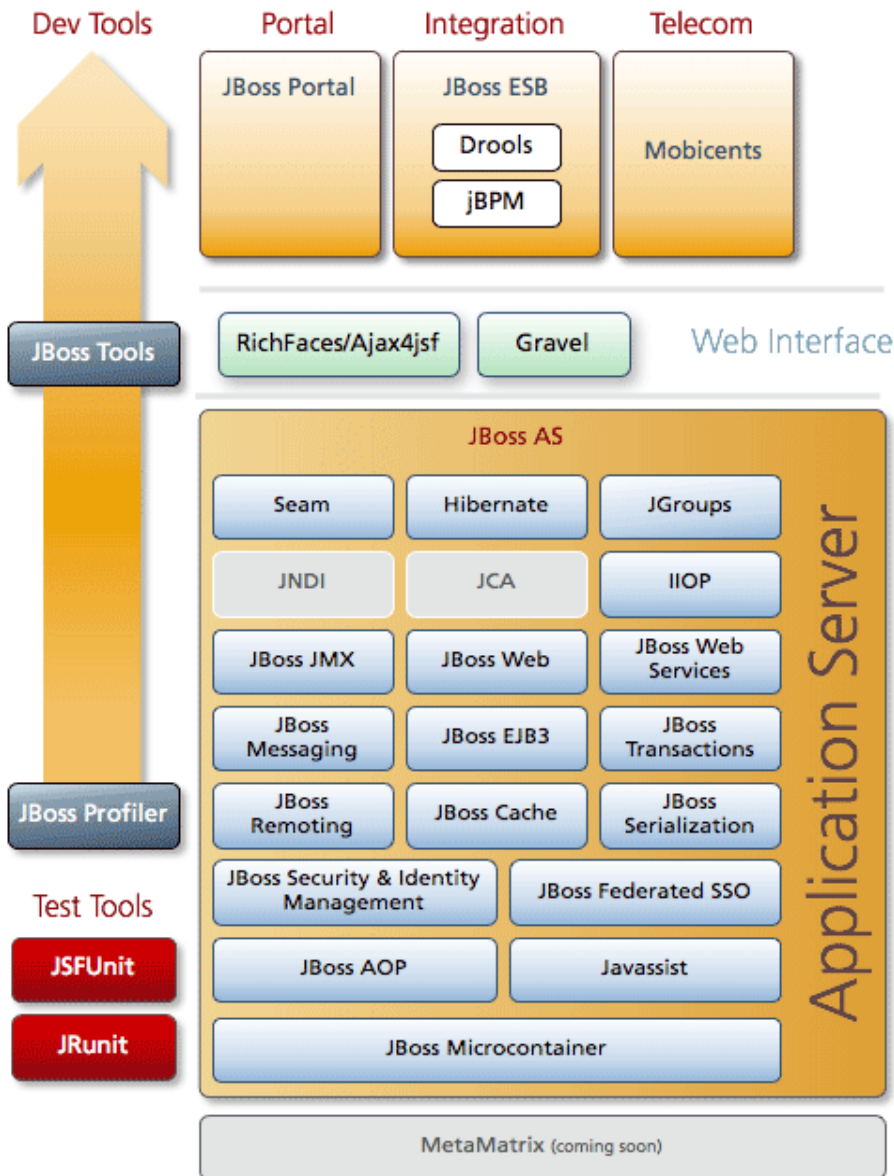 Dev Tools
Portal
Integration
Telecom
JBoss Portal
JBoss ESB
Drools
jBPM
Mobicents
JBoss Tools
RichFaces/Ajax4jsf
Gravel
Web Interface
JBoss AS
Seam
Hibernate
JGroups
JNDI
JCA
IIOP
JBoss JMX
JBoss Web
JBoss Web
Services
JBoss
Messaging
JBoss EJB3
JBoss
Transactions
JBoss Profiler
JBoss
Remoting
JBoss Cache
JBoss
Serialization
Application Server
JBoss Security & Identity
Management
JBoss Federated SSO
Test Tools
JSFUnit
JBoss AOP
Javassist
JRunit
JBoss Microcontainer
MetaMatrix (coming soon)